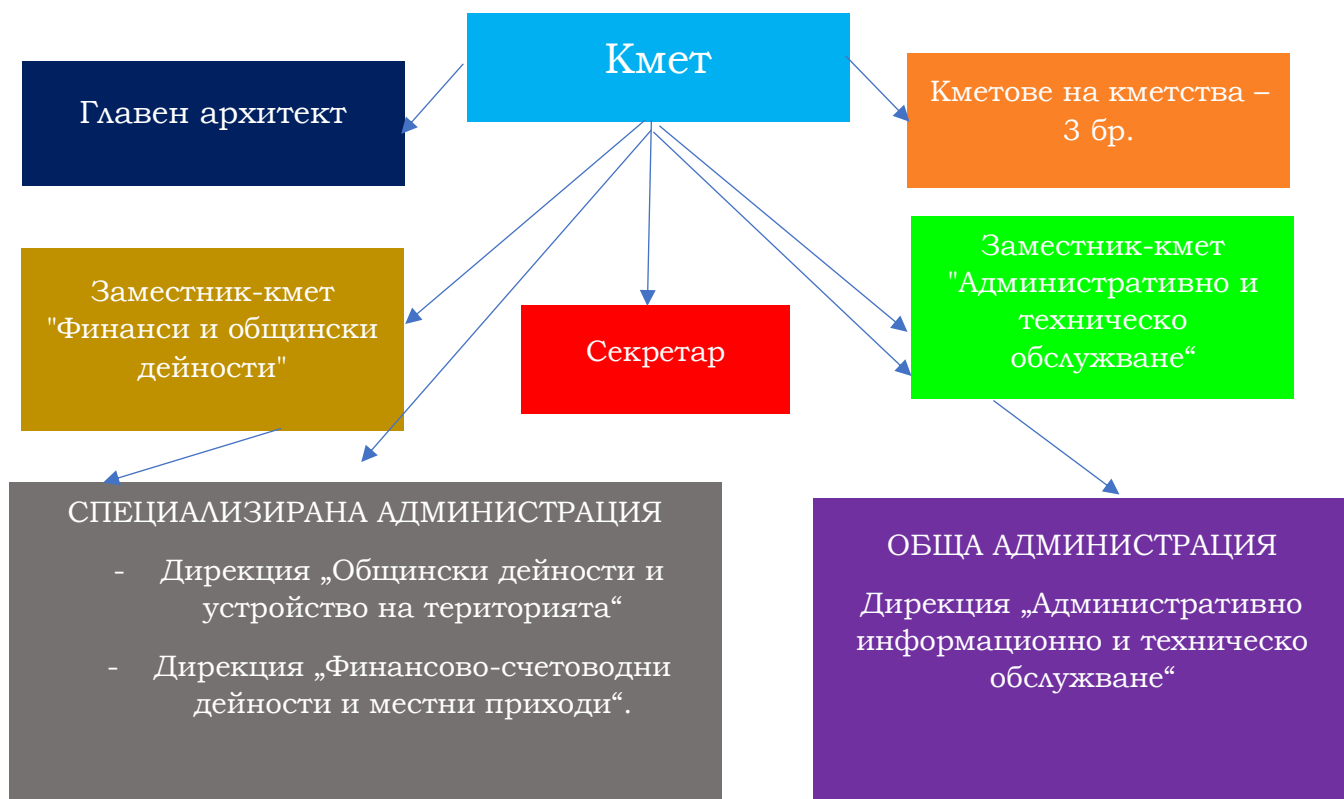 Кмет
Главен архитект
Кметове на кметства –
3 бр.
Заместник-кмет
"Финанси и общински
дейности"
Секретар
Заместник-кмет
"Административно и
техническо
обслужване“
СПЕЦИАЛИЗИРАНА АДМИНИСТРАЦИЯ
- Дирекция „Общински дейности и
устройство на територията“
- Дирекция „Финансово-счетоводни
дейности и местни приходи“.
ОБЩА АДМИНИСТРАЦИЯ
Дирекция „Административно
информационно и техническо
обслужване“